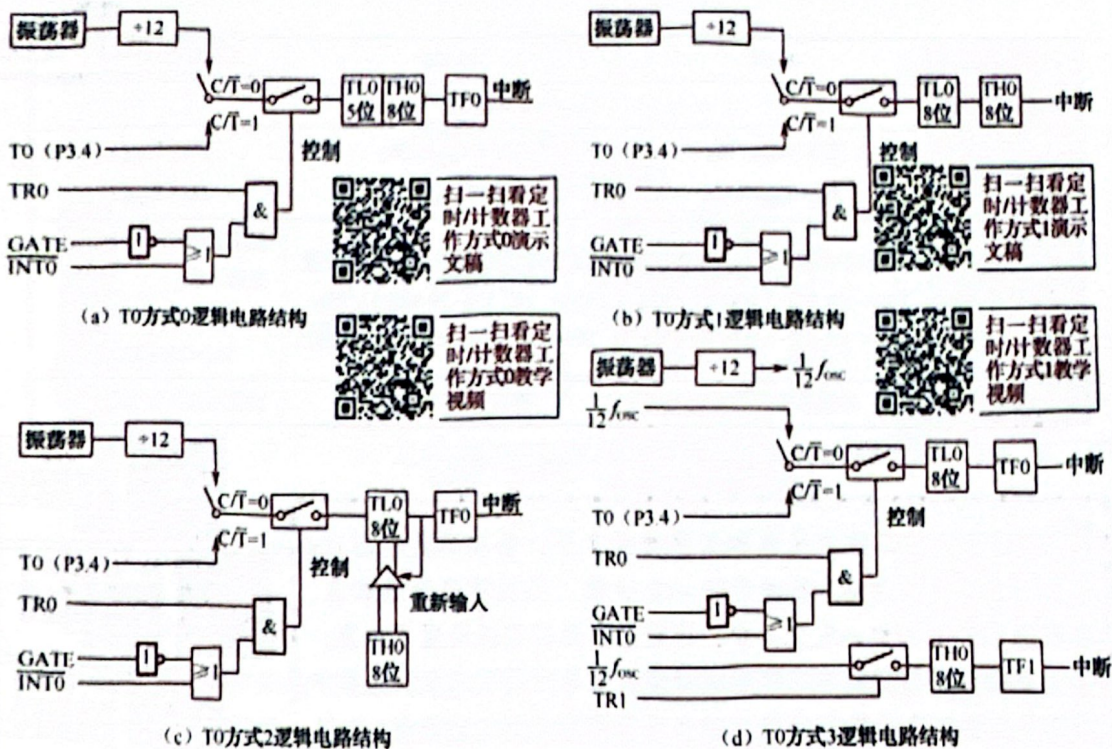 振荡器
÷12
C/T̅=0
C/T̅=1
T0（P3.4）
TL0
5位
TH0
8位
TF0
中断
控制
TR0
&
GATE
I̅N̅T̅0̅
1
≥1
扫一扫看定
时/计数器工
作方式0演示
文稿
（a）T0方式0逻辑电路结构
扫一扫看定
时/计数器工
作方式0教学
视频
振荡器
÷12
C/T̅=0
C/T̅=1
T0（P3.4）
TL0
8位
TH0
8位
中断
控制
TR0
&
GATE
I̅N̅T̅0̅
1
≥1
扫一扫看定
时/计数器工
作方式1演示
文稿
（b）T0方式1逻辑电路结构
扫一扫看定
时/计数器工
作方式1教学
视频
振荡器
÷12
C/T̅=0
C/T̅=1
T0（P3.4）
TL0
8位
TF0
中断
控制
重新输入
TH0
8位
TR0
&
GATE
I̅N̅T̅0̅
1
≥1
（c）T0方式2逻辑电路结构
振荡器
÷12
1/12 fOSC
1/12 fOSC
C/T̅=0
C/T̅=1
T0（P3.4）
TL0
8位
TF0
中断
控制
TR0
&
GATE
I̅N̅T̅0̅
1
≥1
1/12 fOSC
TR1
TH0
8位
TF1
中断
（d）T0方式3逻辑电路结构